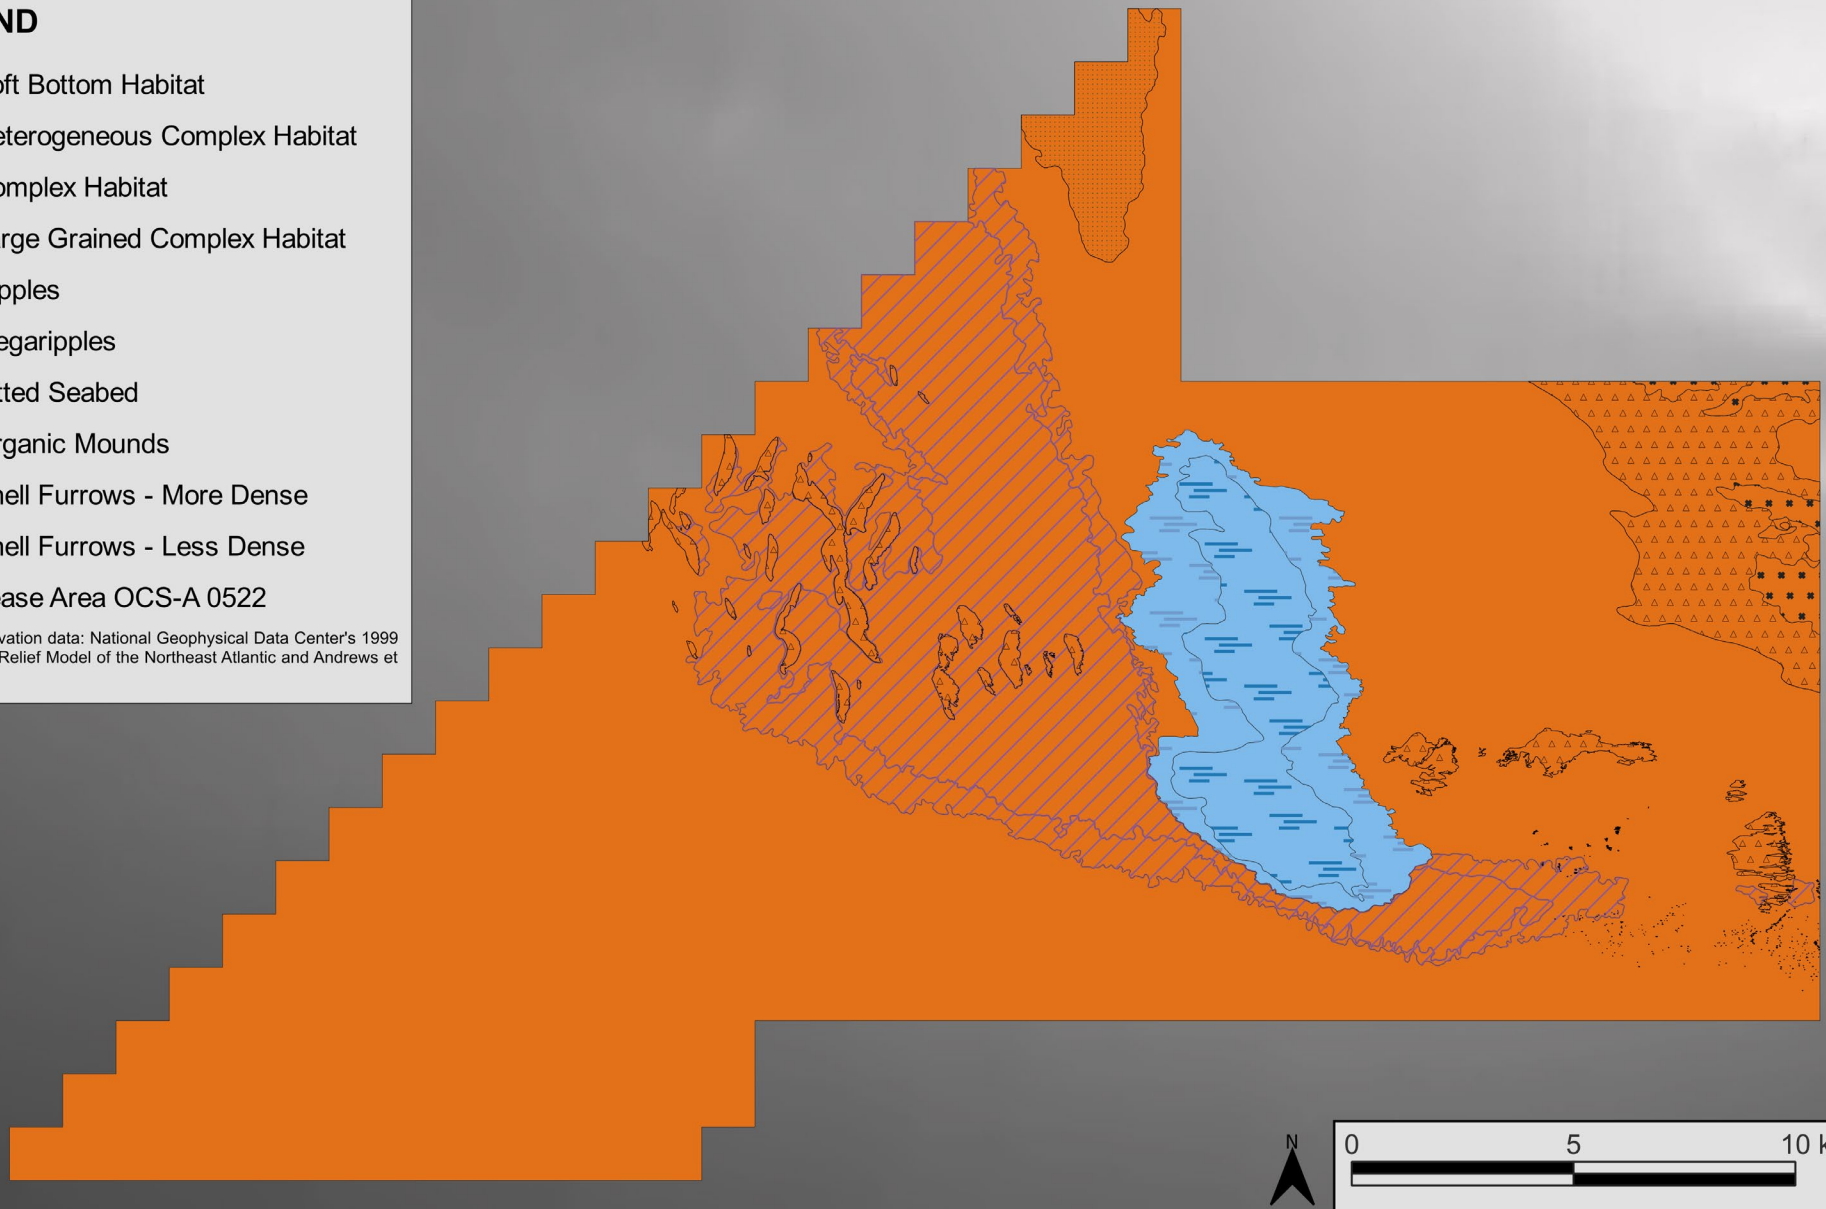 ND
oft Bottom Habitat
eterogeneous Complex Habitat
omplex Habitat
rge Grained Complex Habitat
pples
egaripples
tted Seabed
rganic Mounds
hell Furrows - More Dense
hell Furrows - Less Dense
ease Area OCS-A 0522
vation data: National Geophysical Data Center's 1999
Relief Model of the Northeast Atlantic and Andrews et
N
0 5 10 k